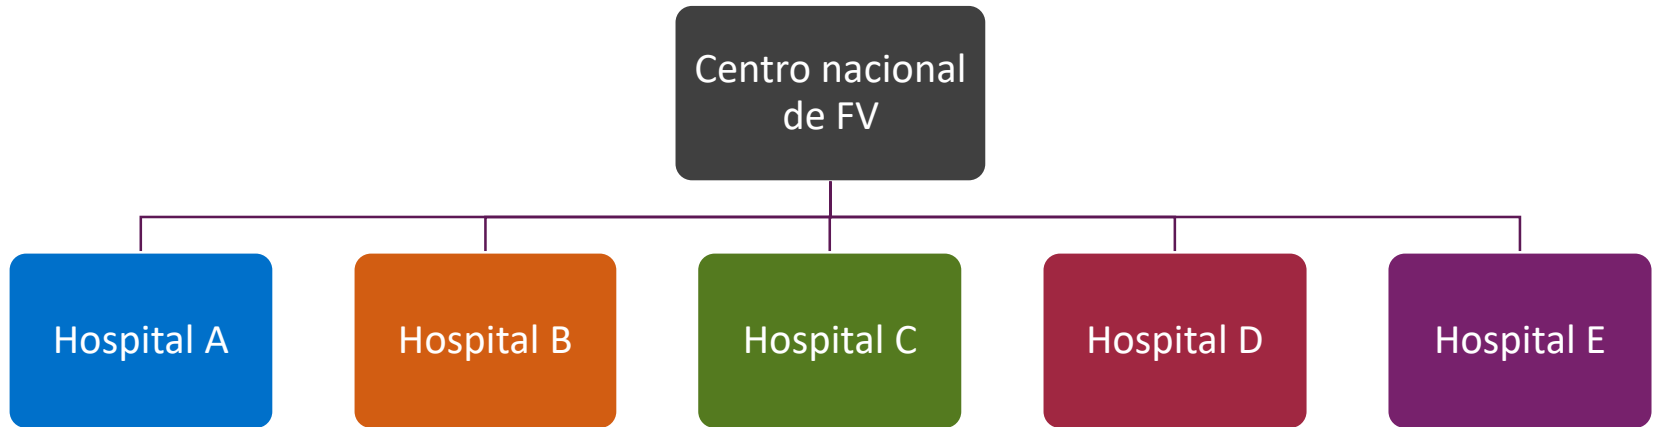 Centro nacional
de FV
Hospital A
Hospital B
Hospital C
Hospital D
Hospital E